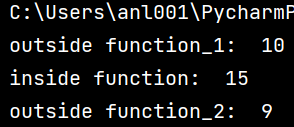 C:\Users\anl001\PycharmP
outside function_1:  10
inside function:  15
outside function_2:  9